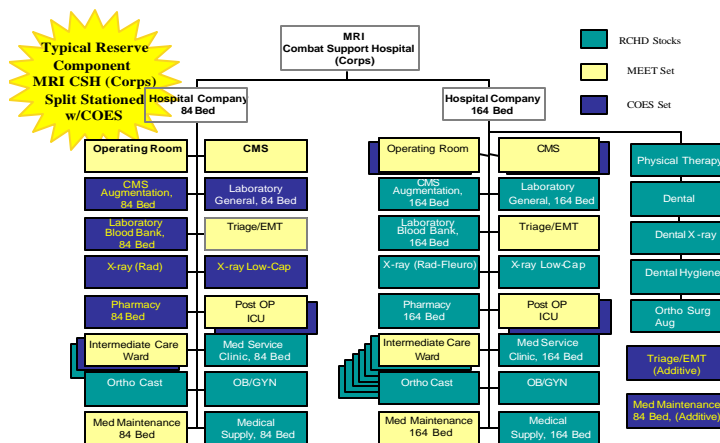 MRI
Combat Support Hospital
(Corps)
Typical Reserve
Component
MRI CSH (Corps)
Split Stationed
w/COES
RCHD Stocks
MEET Set
COES Set
Hospital Company
84 Bed
Hospital Company
164 Bed
Operating Room
CMS
CMS
Augmentation,
84 Bed
Laboratory
General, 84 Bed
Laboratory
Blood Bank,
84 Bed
Triage/EMT
X-ray (Rad)
X-ray Low-Cap
Pharmacy
84 Bed
Post OP
ICU
Intermediate Care
Ward
Med Service
Clinic, 84 Bed
Ortho Cast
OB/GYN
Med Maintenance
84 Bed
Medical
Supply, 84 Bed
Operating Room
CMS
CMS
Augmentation,
164 Bed
Laboratory
General, 164 Bed
Laboratory
Blood Bank,
164 Bed
Triage/EMT
X-ray (Rad-Fleuro)
X-ray Low-Cap
Pharmacy
164 Bed
Post OP
ICU
Intermediate Care
Ward
Med Service
Clinic, 164 Bed
Ortho Cast
OB/GYN
Med Maintenance
164 Bed
Medical
Supply, 164 Bed
Physical Therapy
Dental
Dental X-ray
Dental Hygiene
Ortho Surg
Aug
Triage/EMT
(Additive)
Med Maintenance
84 Bed, (Additive)